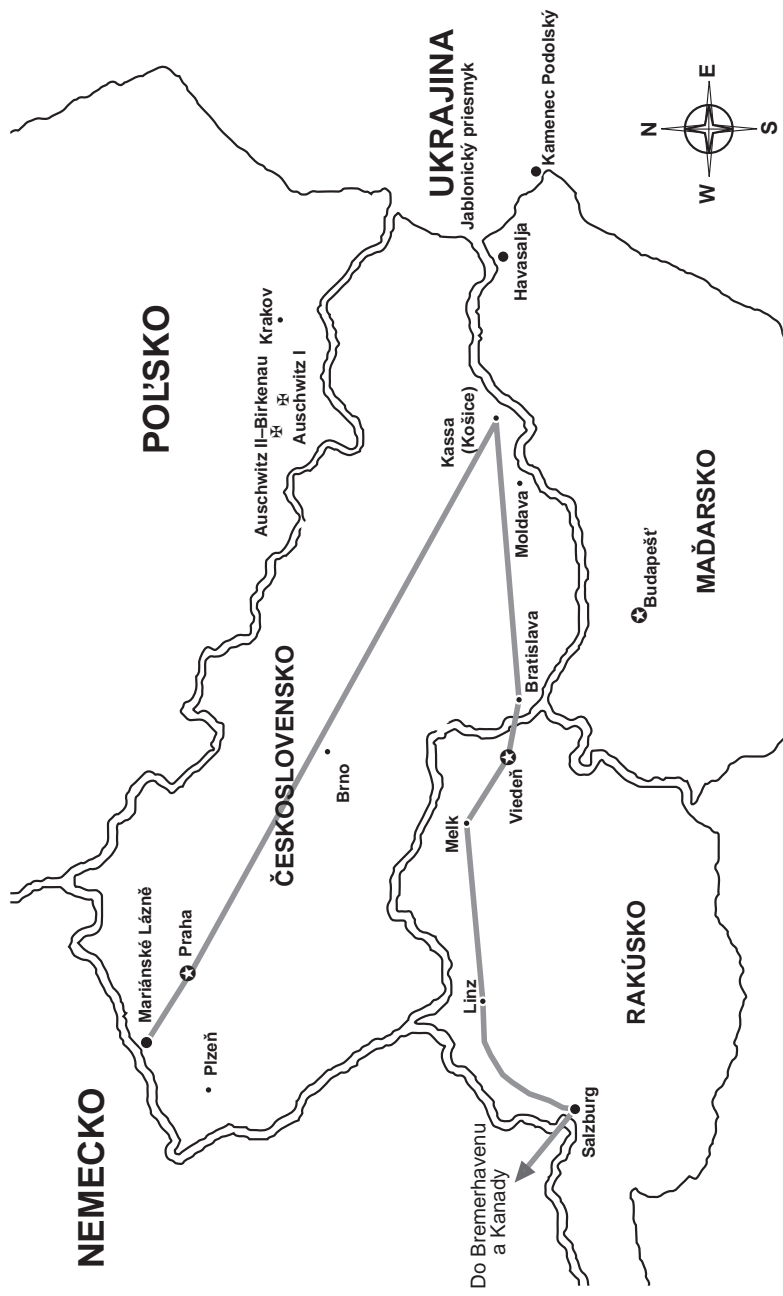 NEMECKO
POĽSKO
UKRAJINA
Jablonický priesmyk
Mariánské Lázně
Praha
Plzeň
ČESKOSLOVENSKO
Brno
Auschwitz II–Birkenau
Auschwitz I
Krakov
Kassa
(Košice)
Moldava
Havasalja
Kamenec Podolský
Bratislava
Viedeň
Melk
Linz
Salzburg
Do Bremerhavenu
a Kanady
RAKÚSKO
Budapešť
MAĎARSKO
N
W
E
S